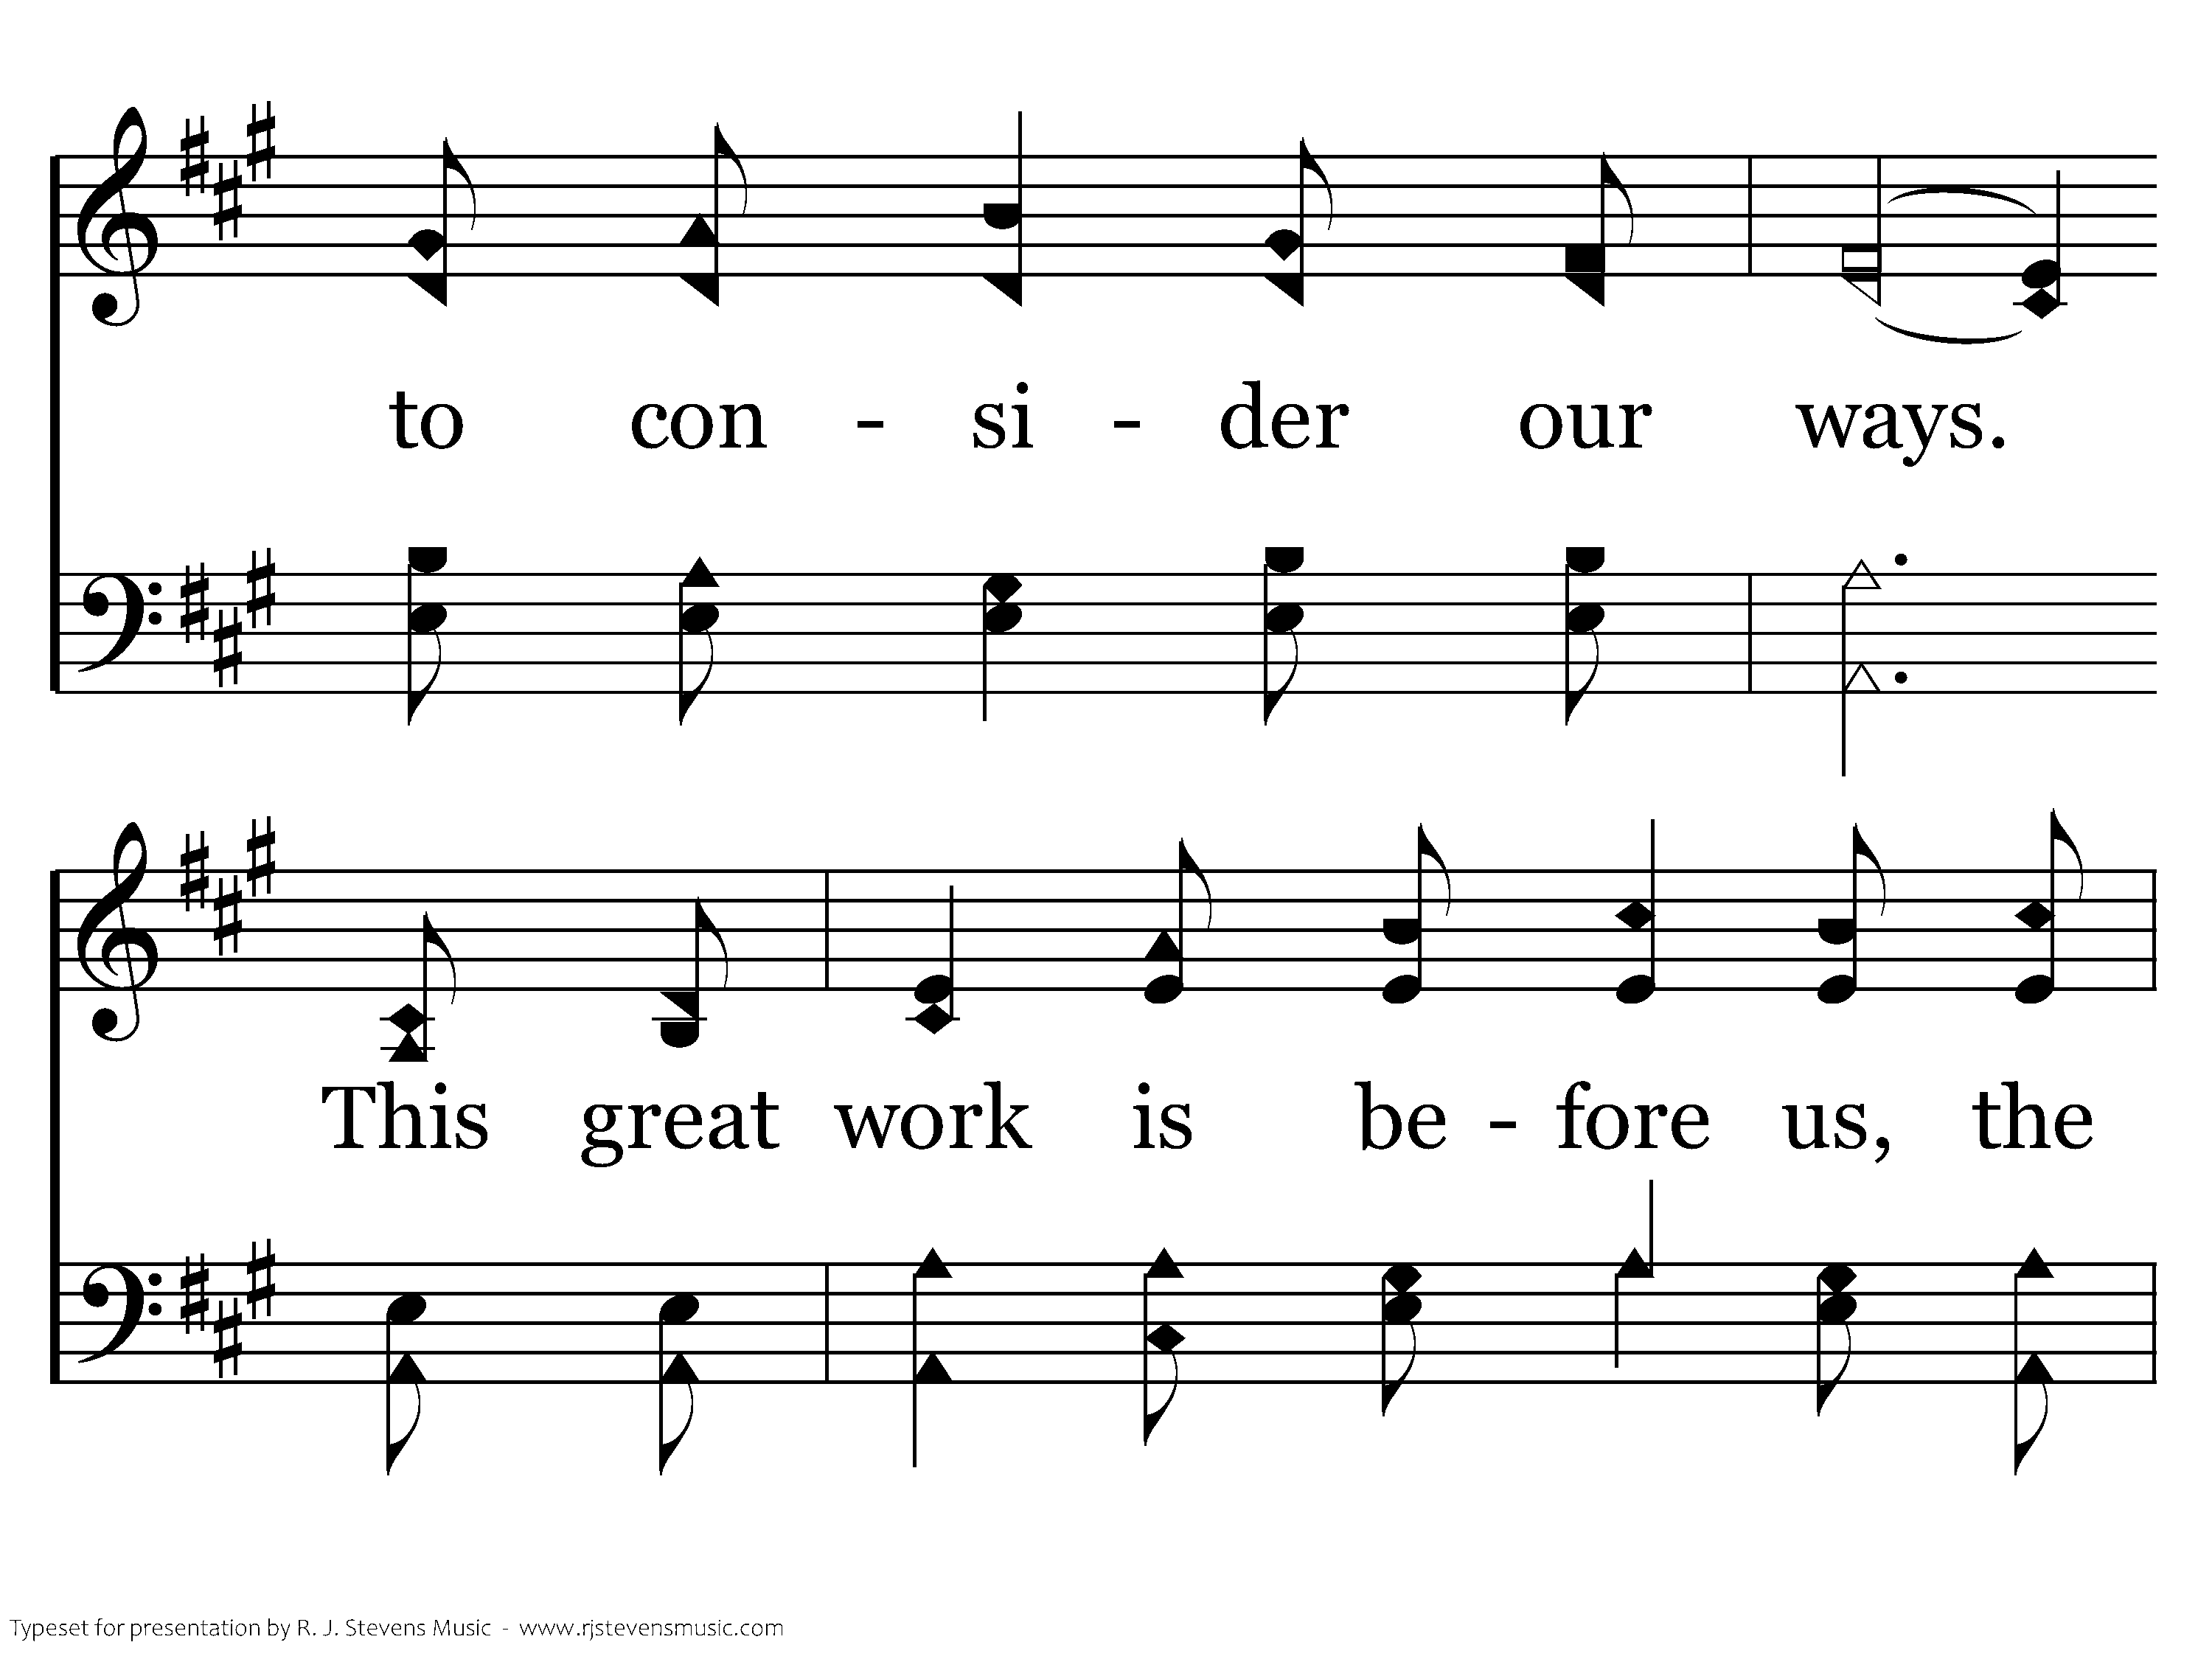 to con - si - der our ways.
This great work is be - fore us, the
Typeset for presentation by R. J. Stevens Music - www.rjstevensmusic.com